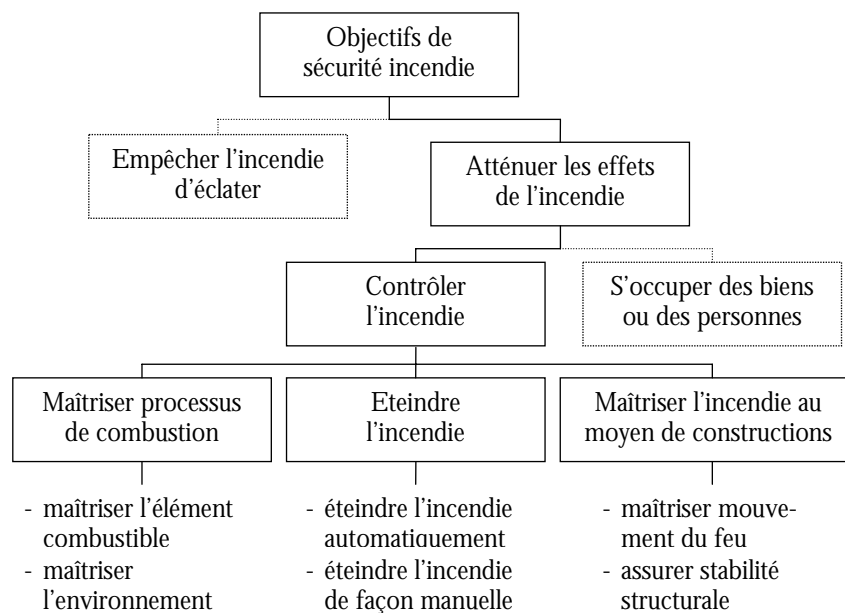 Objectifs de
sécurité incendie
Empêcher l’incendie
d’éclater
Atténuer les effets
de l’incendie
Contrôler
l’incendie
S’occuper des biens
ou des personnes
Maîtriser processus
de combustion
Eteindre
l’incendie
Maîtriser l’incendie au
moyen de constructions
- maîtriser l’élément
combustible
- maîtriser
l’environnement
- éteindre l’incendie
automatiquement
- éteindre l’incendie
de façon manuelle
- maîtriser mouve-
ment du feu
- assurer stabilité
structurale